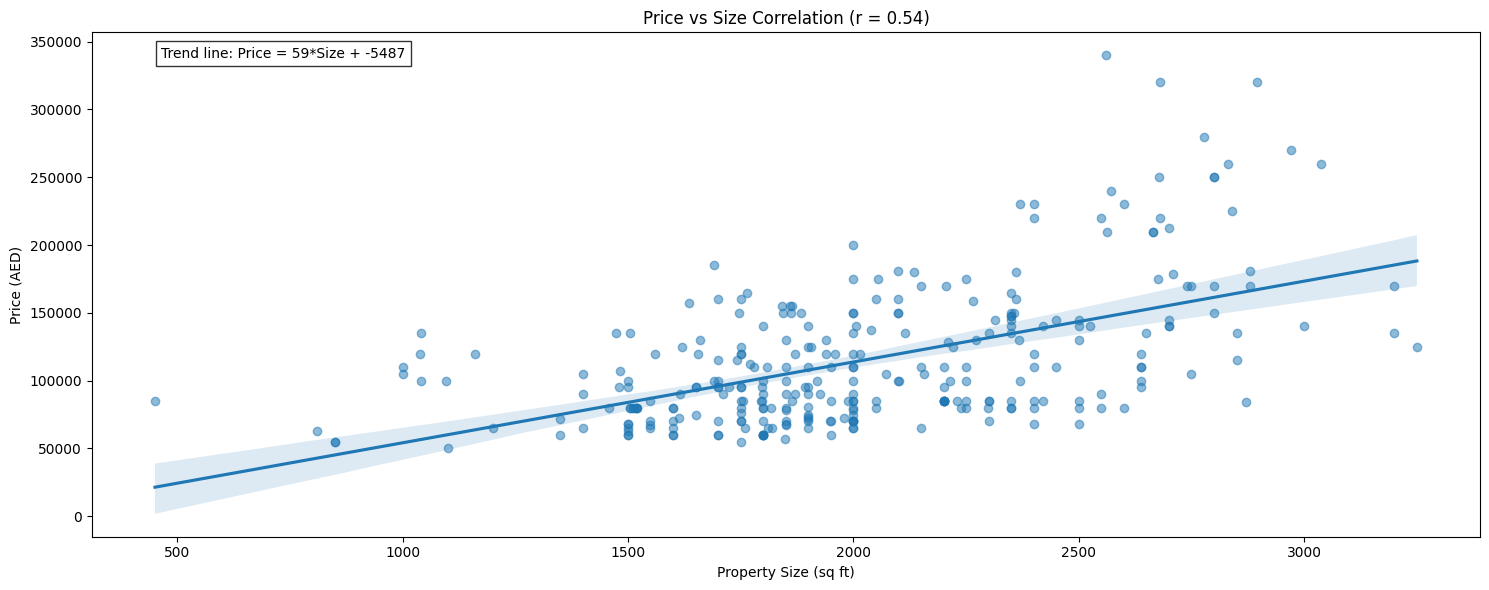 Price vs Size Correlation (r = 0.54)
Trend line: Price = 59*Size + -5487
Price (AED)
350000
300000
250000
200000
150000
100000
50000
0
500 1000 1500 2000 2500 3000
Property Size (sq ft)